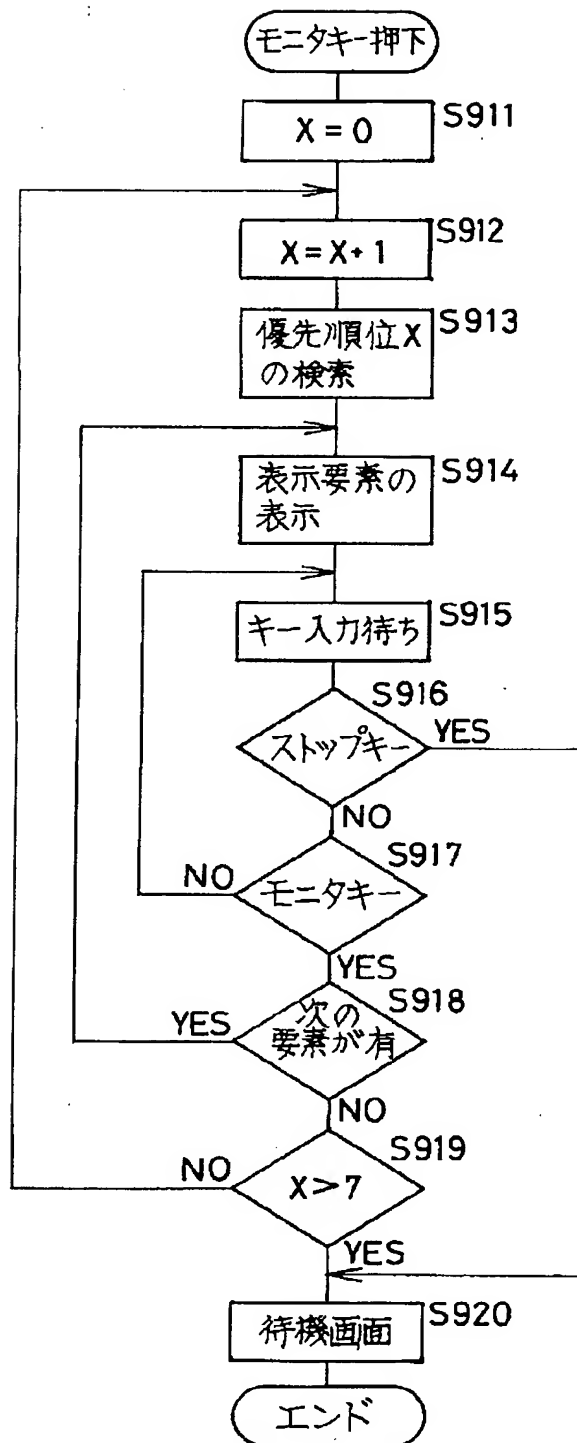 モニタキー押下
X = 0
S911
X = X + 1
S912
優先順位 X
の検索
S913
表示要素の
表示
S914
キー入力待ち
S915
S916
ストップキー
YES
NO
S917
NO
モニタキー
YES
S918
YES
次の
要素が有
NO
S919
NO
X > 7
YES
S920
待機画面
エンド